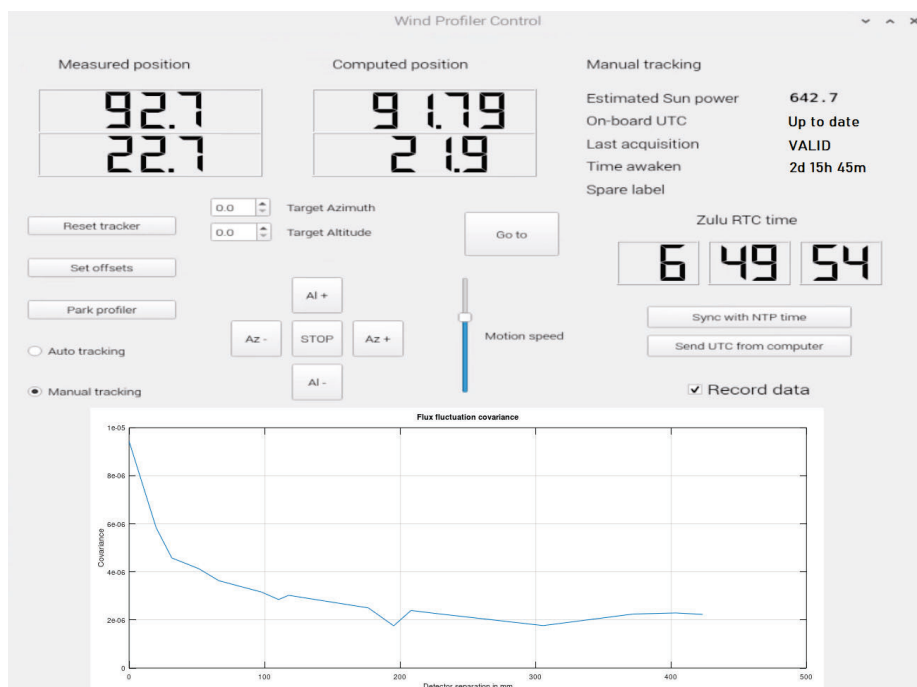 Wind Profiler Control
Measured position
Computed position
Manual tracking
92.7
91.79
22.7
21.9
Estimated Sun power 642.7
On-board UTC Up to date
Last acquisition VALID
Time awaken 2d 15h 45m
Spare label
Reset tracker
0.0 Target Azimuth
0.0 Target Altitude
Go to
Zulu RTC time
6 49 54
Set offsets
Park profiler
Al +
Az - STOP Az +
Al -
Motion speed
Sync with NTP time
Send UTC from computer
Auto tracking
Manual tracking
Record data
Flux fluctuation covariance
1e-05
8e-06
6e-06
4e-06
2e-06
0
Covariance
0 100 200 300 400 500
Detector separation in mm